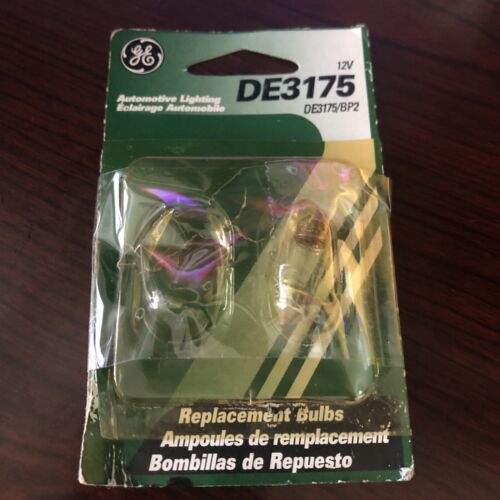 GE
12V
DE3175
DE3175/BP2
Automotive Lighting
Éclairage Automobile
Replacement Bulbs
Ampoules de remplacement
Bombillas de Repuesto